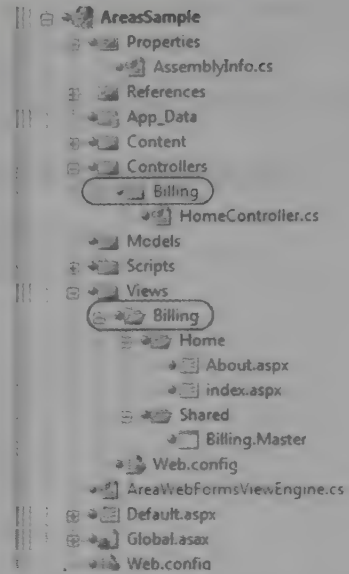 AreasSample
Properties
AssemblyInfo.cs
References
App_Data
Content
Controllers
Billing
HomeController.cs
Models
Scripts
Views
Billing
Home
About.aspx
index.aspx
Shared
Billing.Master
Web.config
AreaWebFormsViewEngine.cs
Default.aspx
Global.asax
Web.config